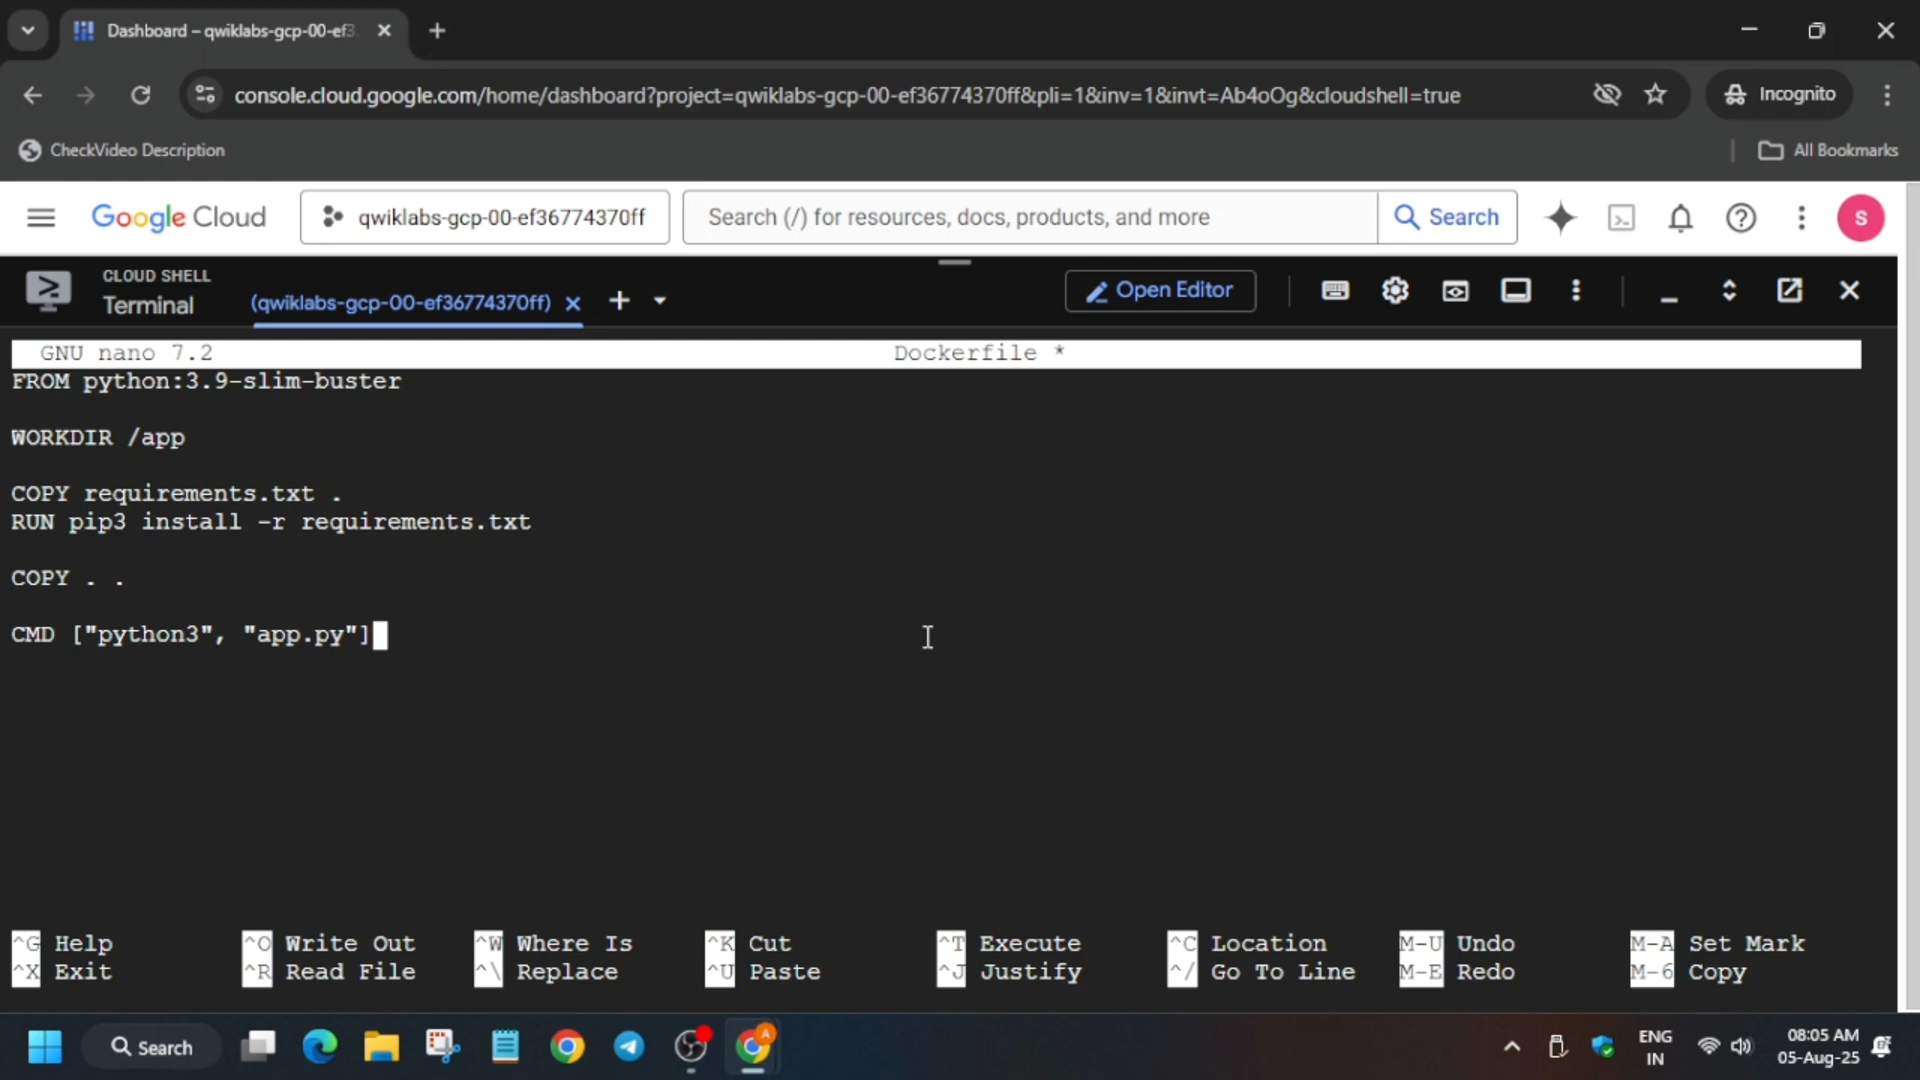 Dashboard – qwiklabs-gcp-00-ef3
console.cloud.google.com/home/dashboard?project=qwiklabs-gcp-00-ef36774370ff&pli=1&inv=1&invt=Ab4oOg&cloudshell=true
Incognito
CheckVideo Description
All Bookmarks
Google Cloud
qwiklabs-gcp-00-ef36774370ff
Search (/) for resources, docs, products, and more
Search
S
CLOUD SHELL
Terminal
(qwiklabs-gcp-00-ef36774370ff)
Open Editor
GNU nano 7.2 Dockerfile *
FROM python:3.9-slim-buster
WORKDIR /app
COPY requirements.txt .
RUN pip3 install -r requirements.txt
COPY . .
CMD ["python3", "app.py"]
^G Help ^O Write Out ^W Where Is ^K Cut ^T Execute ^C Location M-U Undo M-A Set Mark
^X Exit ^R Read File ^\ Replace ^U Paste ^J Justify ^/ Go To Line M-E Redo M-6 Copy
Search
A
ENG
IN
08:05 AM
05-Aug-25